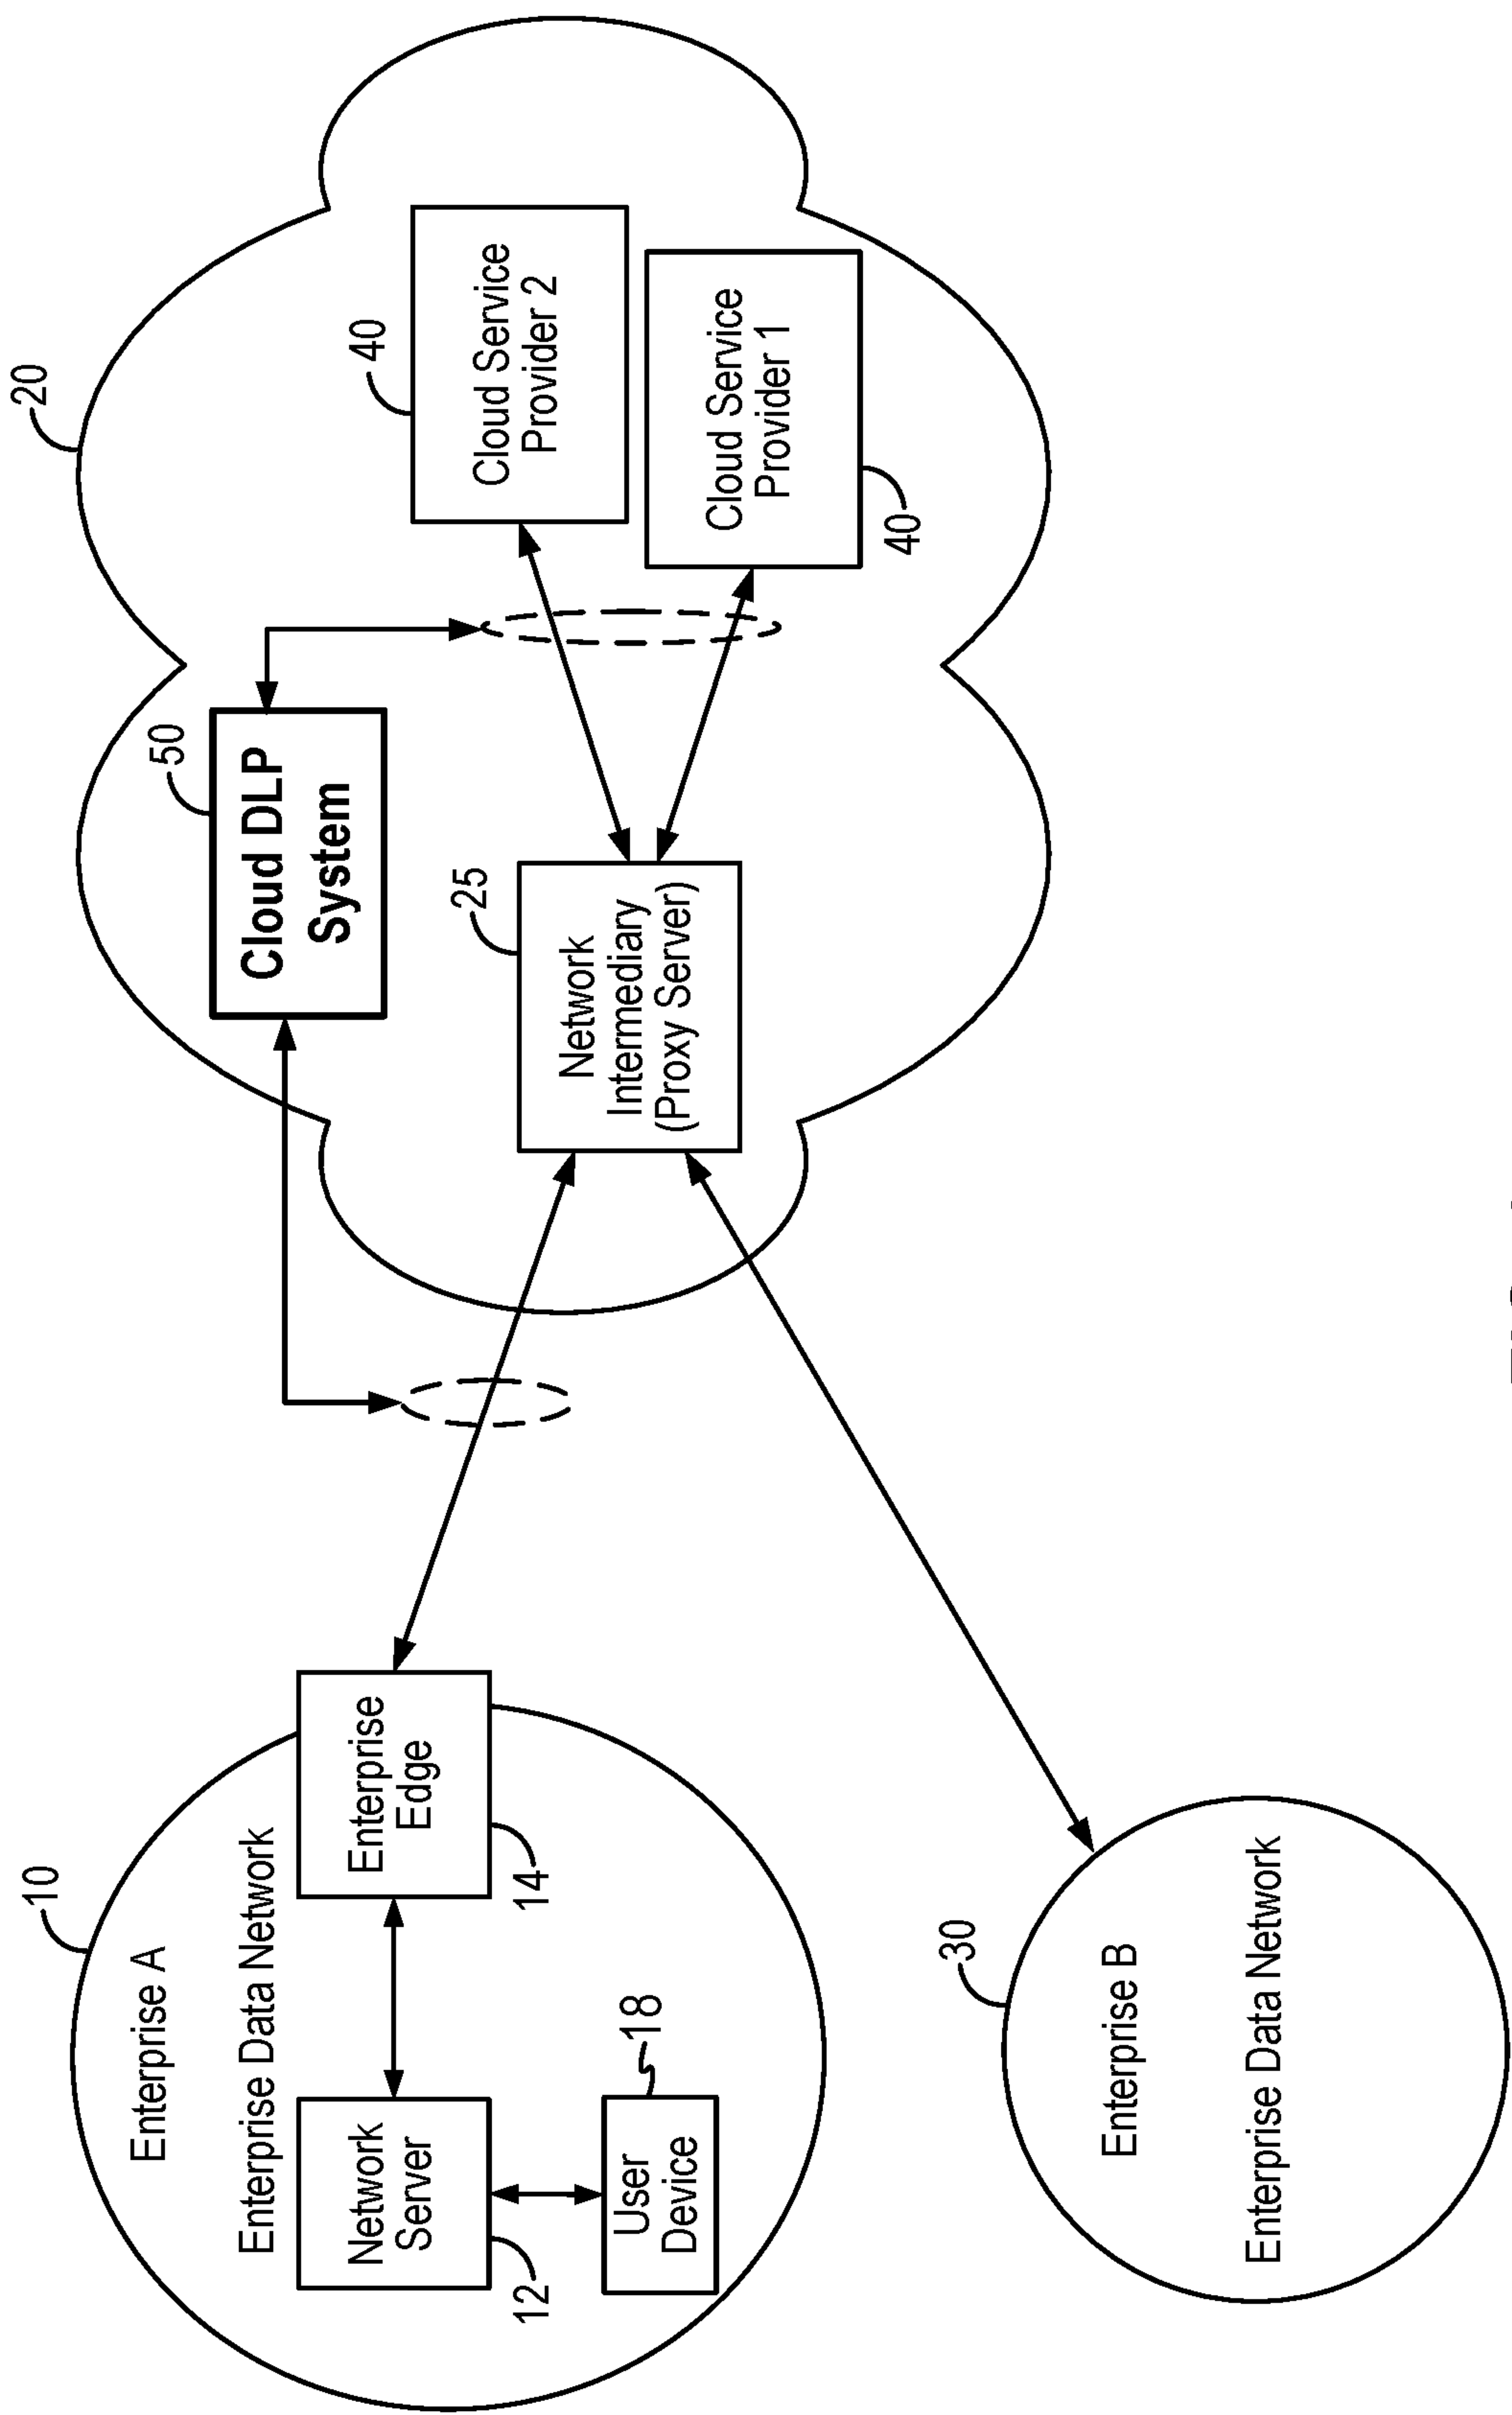 10
Enterprise A
Enterprise Data Network
Network
Server
12
User
Device
18
Enterprise
Edge
14
30
Enterprise B
Enterprise Data Network
20
50
Cloud DLP
System
25
Network
Intermediary
(Proxy Server)
40
Cloud Service
Provider 2
Cloud Service
Provider 1
40